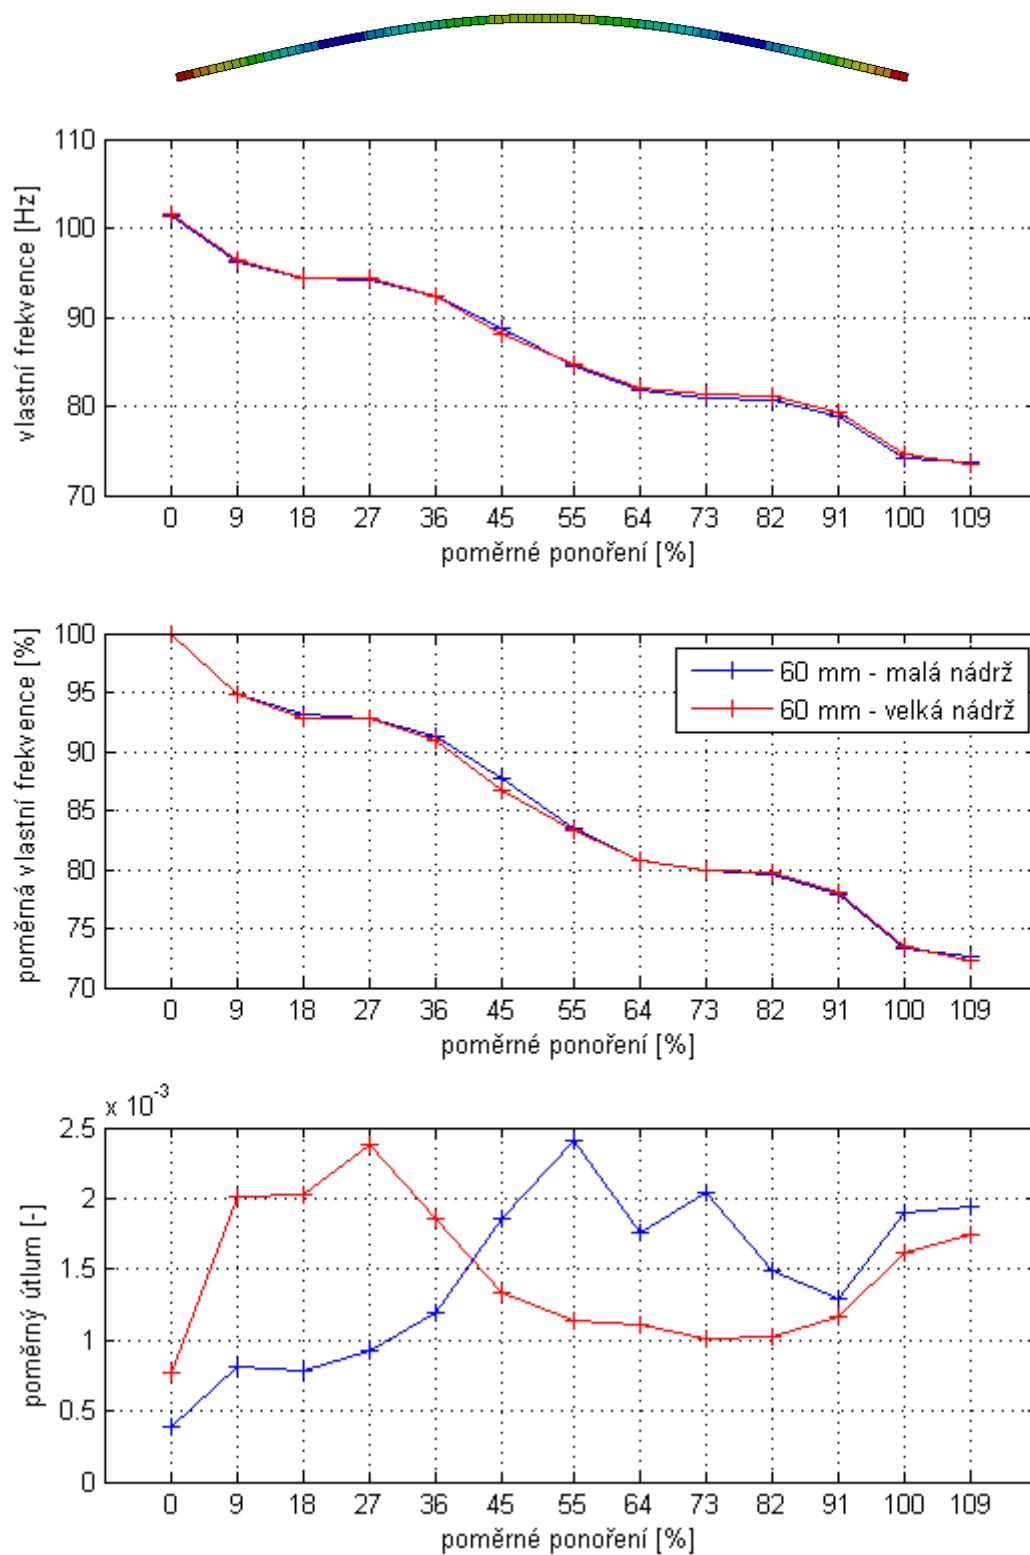 110
100
90
80
70
vlastní frekvence [Hz]
0 9 18 27 36 45 55 64 73 82 91 100 109
poměrné ponoření [%]
100
95
90
85
80
75
70
poměrná vlastní frekvence [%]
60 mm - malá nádrž
60 mm - velká nádrž
0 9 18 27 36 45 55 64 73 82 91 100 109
poměrné ponoření [%]
x 10⁻³
2.5
2
1.5
1
0.5
0
poměrný útlum [-]
0 9 18 27 36 45 55 64 73 82 91 100 109
poměrné ponoření [%]